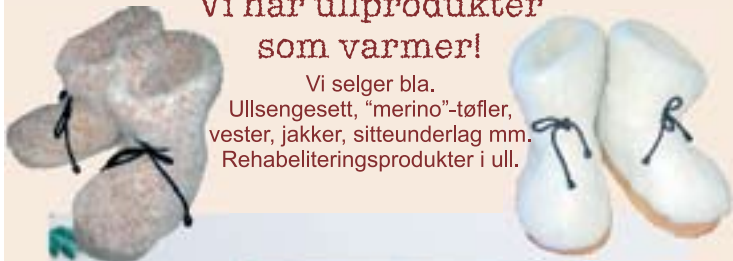 Vi har ullprodukter
som varmer!
Vi selger bla.
Ullsengesett, “merino”-tøfler,
vester, jakker, sitteunderlag mm.
Rehabeliteringsprodukter i ull.